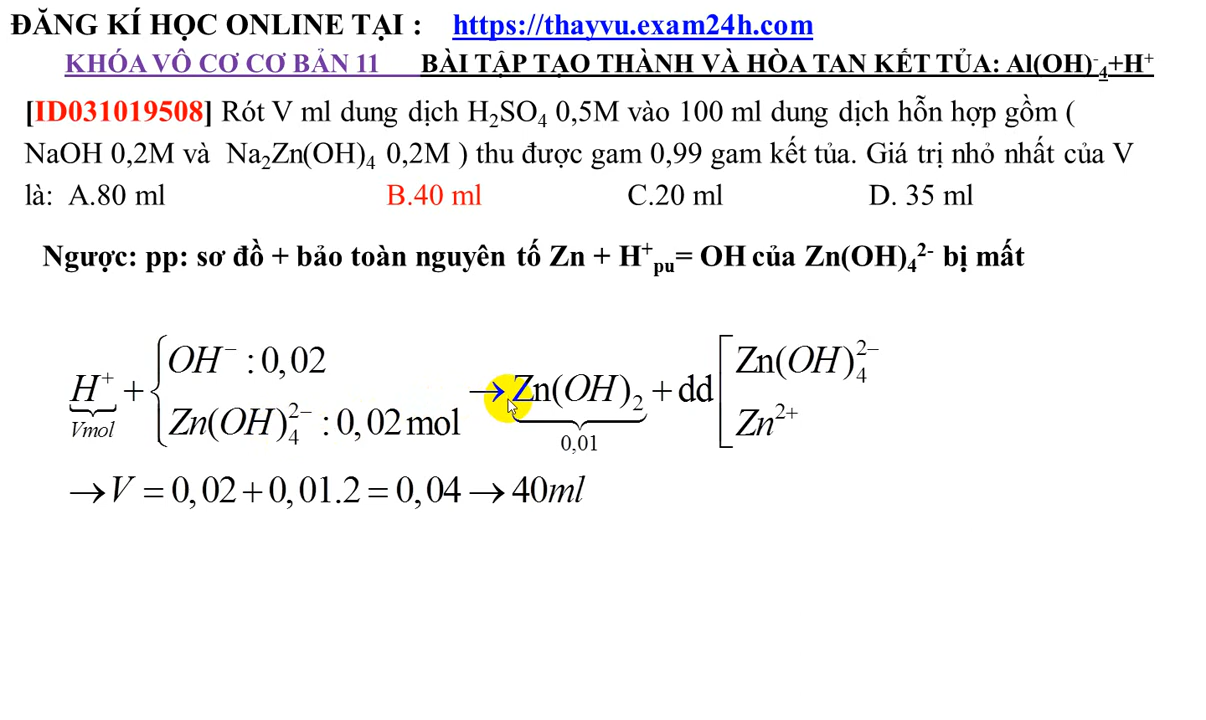 ĐĂNG KÍ HỌC ONLINE TẠI : https://thayvu.exam24h.com
KHÓA VÔ CƠ CƠ BẢN 11 BÀI TẬP TẠO THÀNH VÀ HÒA TAN KẾT TỦA: Al(OH)⁻₄+H⁺
[ID031019508] Rót V ml dung dịch H₂SO₄ 0,5M vào 100 ml dung dịch hỗn hợp gồm (
NaOH 0,2M và Na₂Zn(OH)₄ 0,2M ) thu được gam 0,99 gam kết tủa. Giá trị nhỏ nhất của V
là: A.80 ml B.40 ml C.20 ml D. 35 ml
Ngược: pp: sơ đồ + bảo toàn nguyên tố Zn + H⁺pu= OH của Zn(OH)₄²⁻ bị mất
OH⁻ : 0,02 Zn(OH)₄²⁻
H⁺ + → Zn(OH)₂ + dd
Zn(OH)₄²⁻ : 0,02 mol Zn²⁺
Vmol 0,01
→ V = 0,02 + 0,01.2 = 0,04 → 40ml